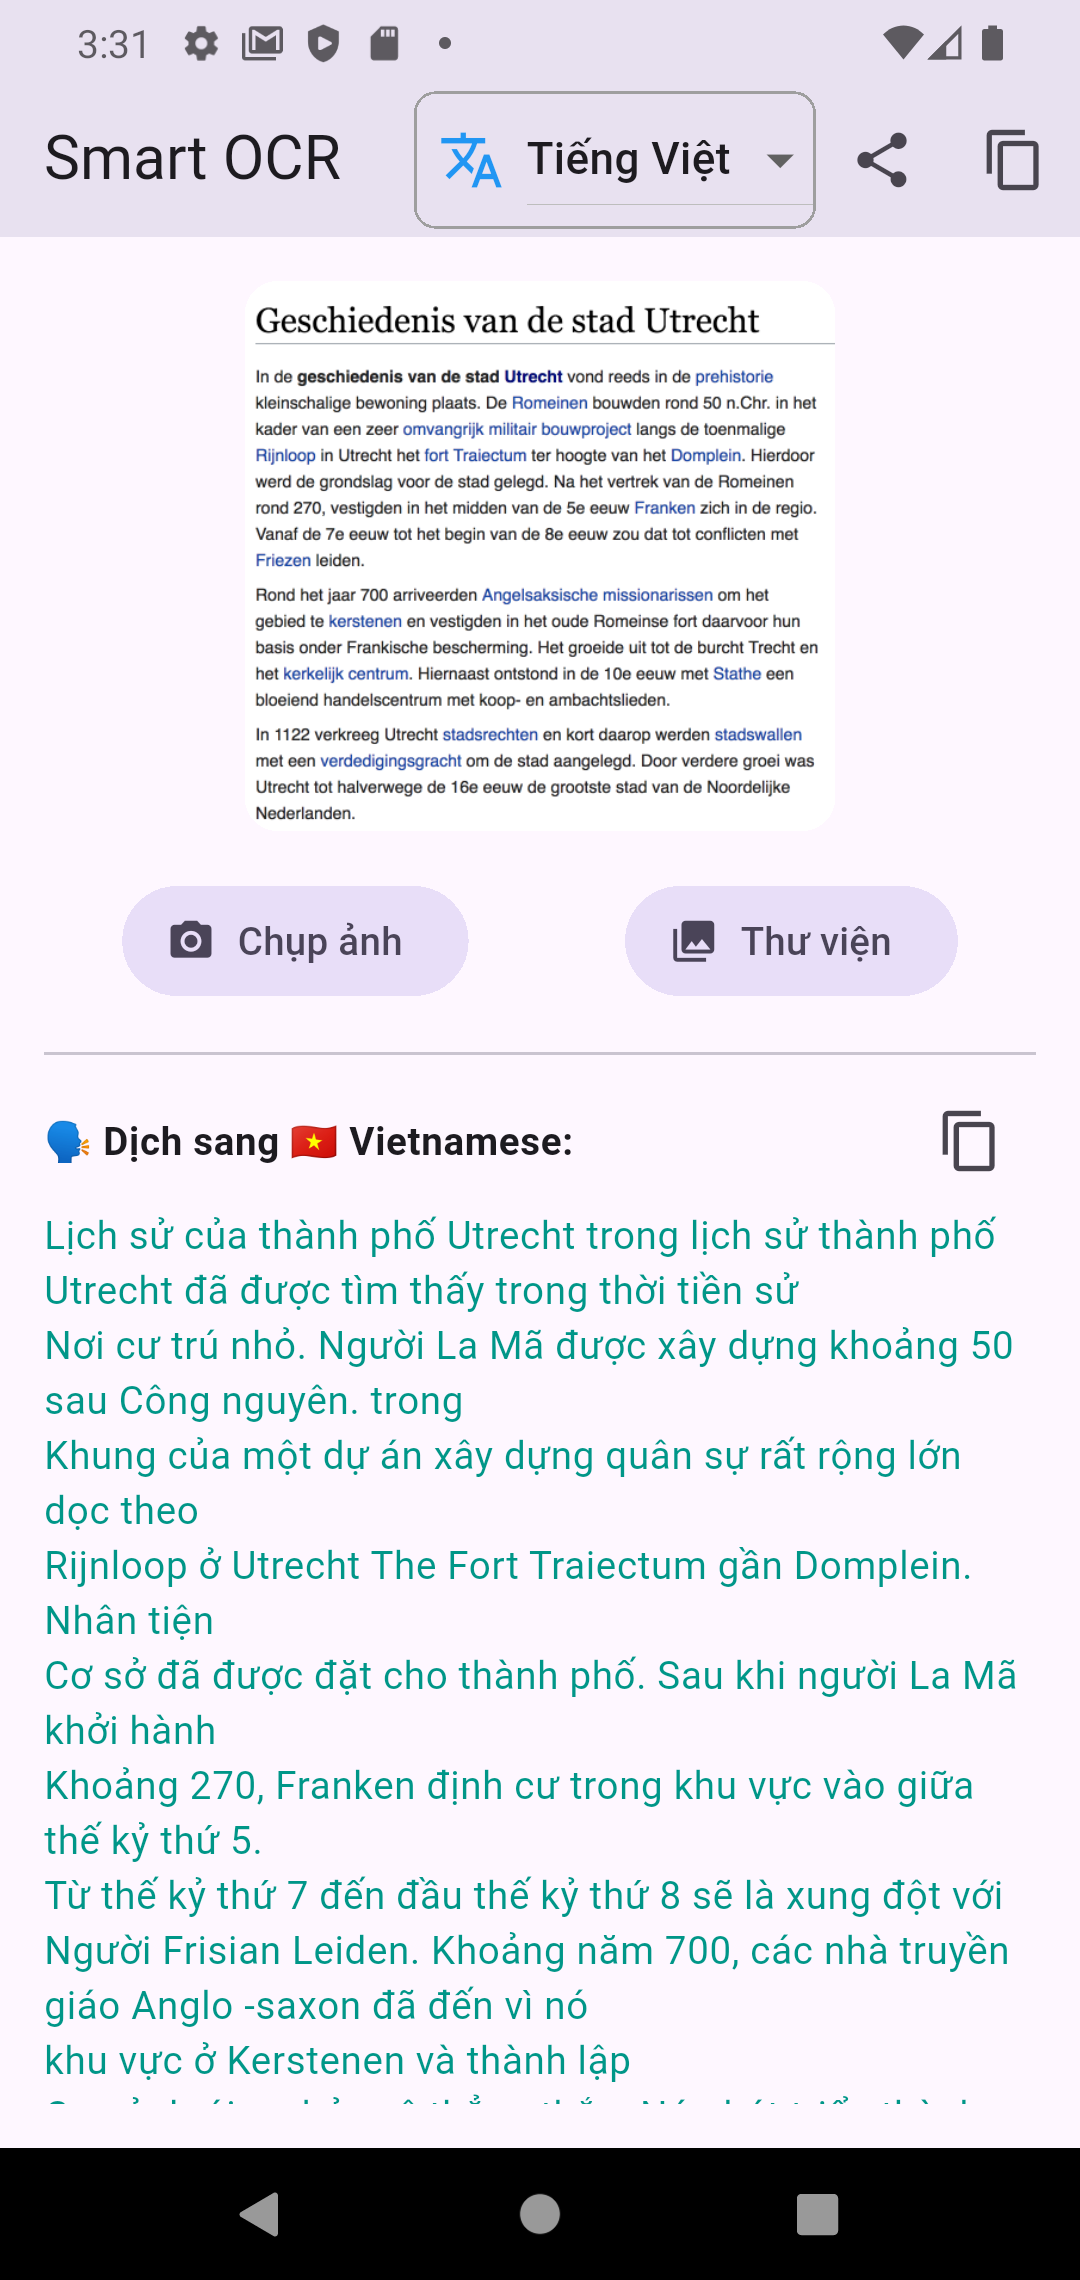 3:31
Smart OCR
Tiếng Việt
Geschiedenis van de stad Utrecht
In de geschiedenis van de stad Utrecht vond reeds in de prehistorie
kleinschalige bewoning plaats. De Romeinen bouwden rond 50 n.Chr. in het
kader van een zeer omvangrijk militair bouwproject langs de toenmalige
Rijnloop in Utrecht het fort Traiectum ter hoogte van het Domplein. Hierdoor
werd de grondslag voor de stad gelegd. Na het vertrek van de Romeinen
rond 270, vestigden in het midden van de 5e eeuw Franken zich in de regio.
Vanaf de 7e eeuw tot het begin van de 8e eeuw zou dat tot conflicten met
Friezen leiden.
Rond het jaar 700 arriveerden Angelsaksische missionarissen om het
gebied te kerstenen en vestigden in het oude Romeinse fort daarvoor hun
basis onder Frankische bescherming. Het groeide uit tot de burcht Trecht en
het kerkelijk centrum. Hiernaast ontstond in de 10e eeuw met Stathe een
bloeiend handelscentrum met koop- en ambachtslieden.
In 1122 verkreeg Utrecht stadsrechten en kort daarop werden stadswallen
met een verdedigingsgracht om de stad aangelegd. Door verdere groei was
Utrecht tot halverwege de 16e eeuw de grootste stad van de Noordelijke
Nederlanden.
Chụp ảnh
Thư viện
Dịch sang 🇻🇳 Vietnamese:
Lịch sử của thành phố Utrecht trong lịch sử thành phố
Utrecht đã được tìm thấy trong thời tiền sử
Nơi cư trú nhỏ. Người La Mã được xây dựng khoảng 50
sau Công nguyên. trong
Khung của một dự án xây dựng quân sự rất rộng lớn
dọc theo
Rijnloop ở Utrecht The Fort Traiectum gần Domplein.
Nhân tiện
Cơ sở đã được đặt cho thành phố. Sau khi người La Mã
khởi hành
Khoảng 270, Franken định cư trong khu vực vào giữa
thế kỷ thứ 5.
Từ thế kỷ thứ 7 đến đầu thế kỷ thứ 8 sẽ là xung đột với
Người Frisian Leiden. Khoảng năm 700, các nhà truyền
giáo Anglo -saxon đã đến vì nó
khu vực ở Kerstenen và thành lập